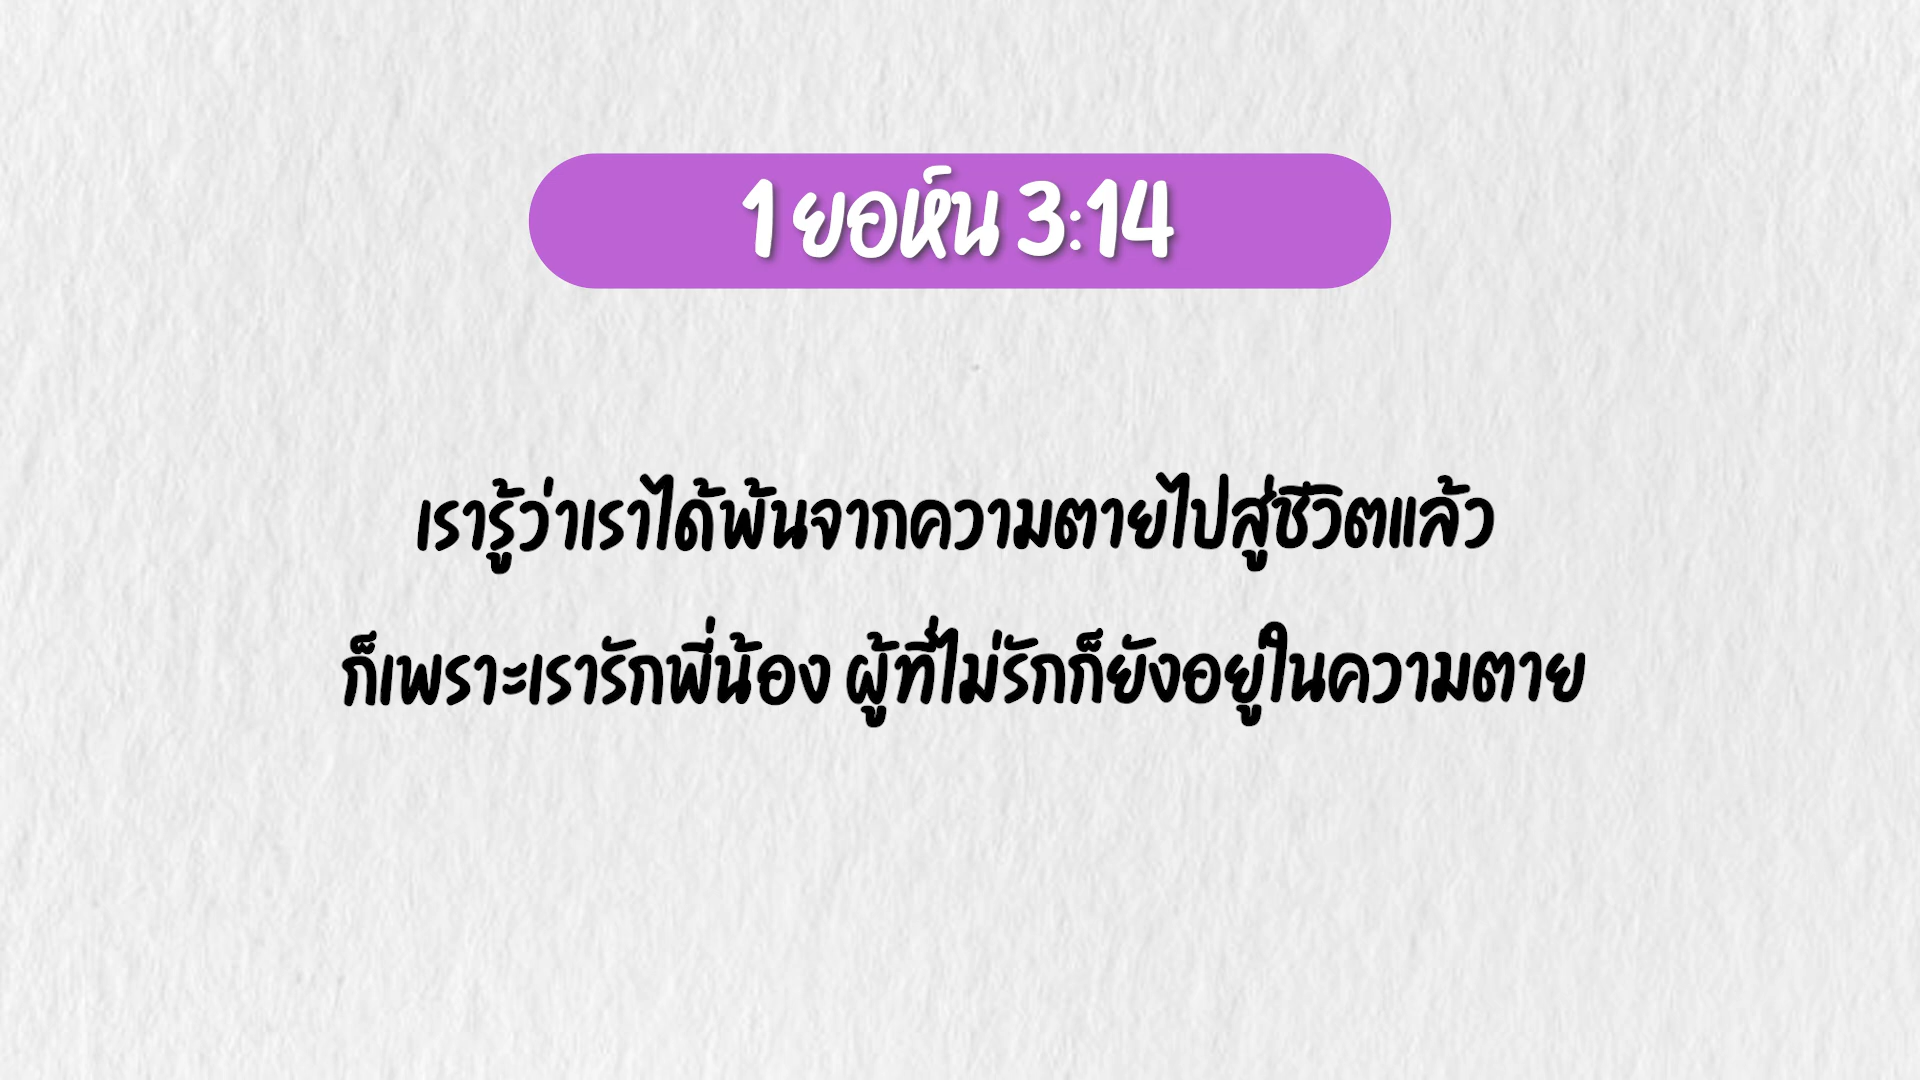 1 ยอห์น 3:14
เรารู้ว่าเราได้พ้นจากความตายไปสู่ชีวิตแล้ว
ก็เพราะเรารักพี่น้อง ผู้ที่ไม่รักก็ยังอยู่ในความตาย